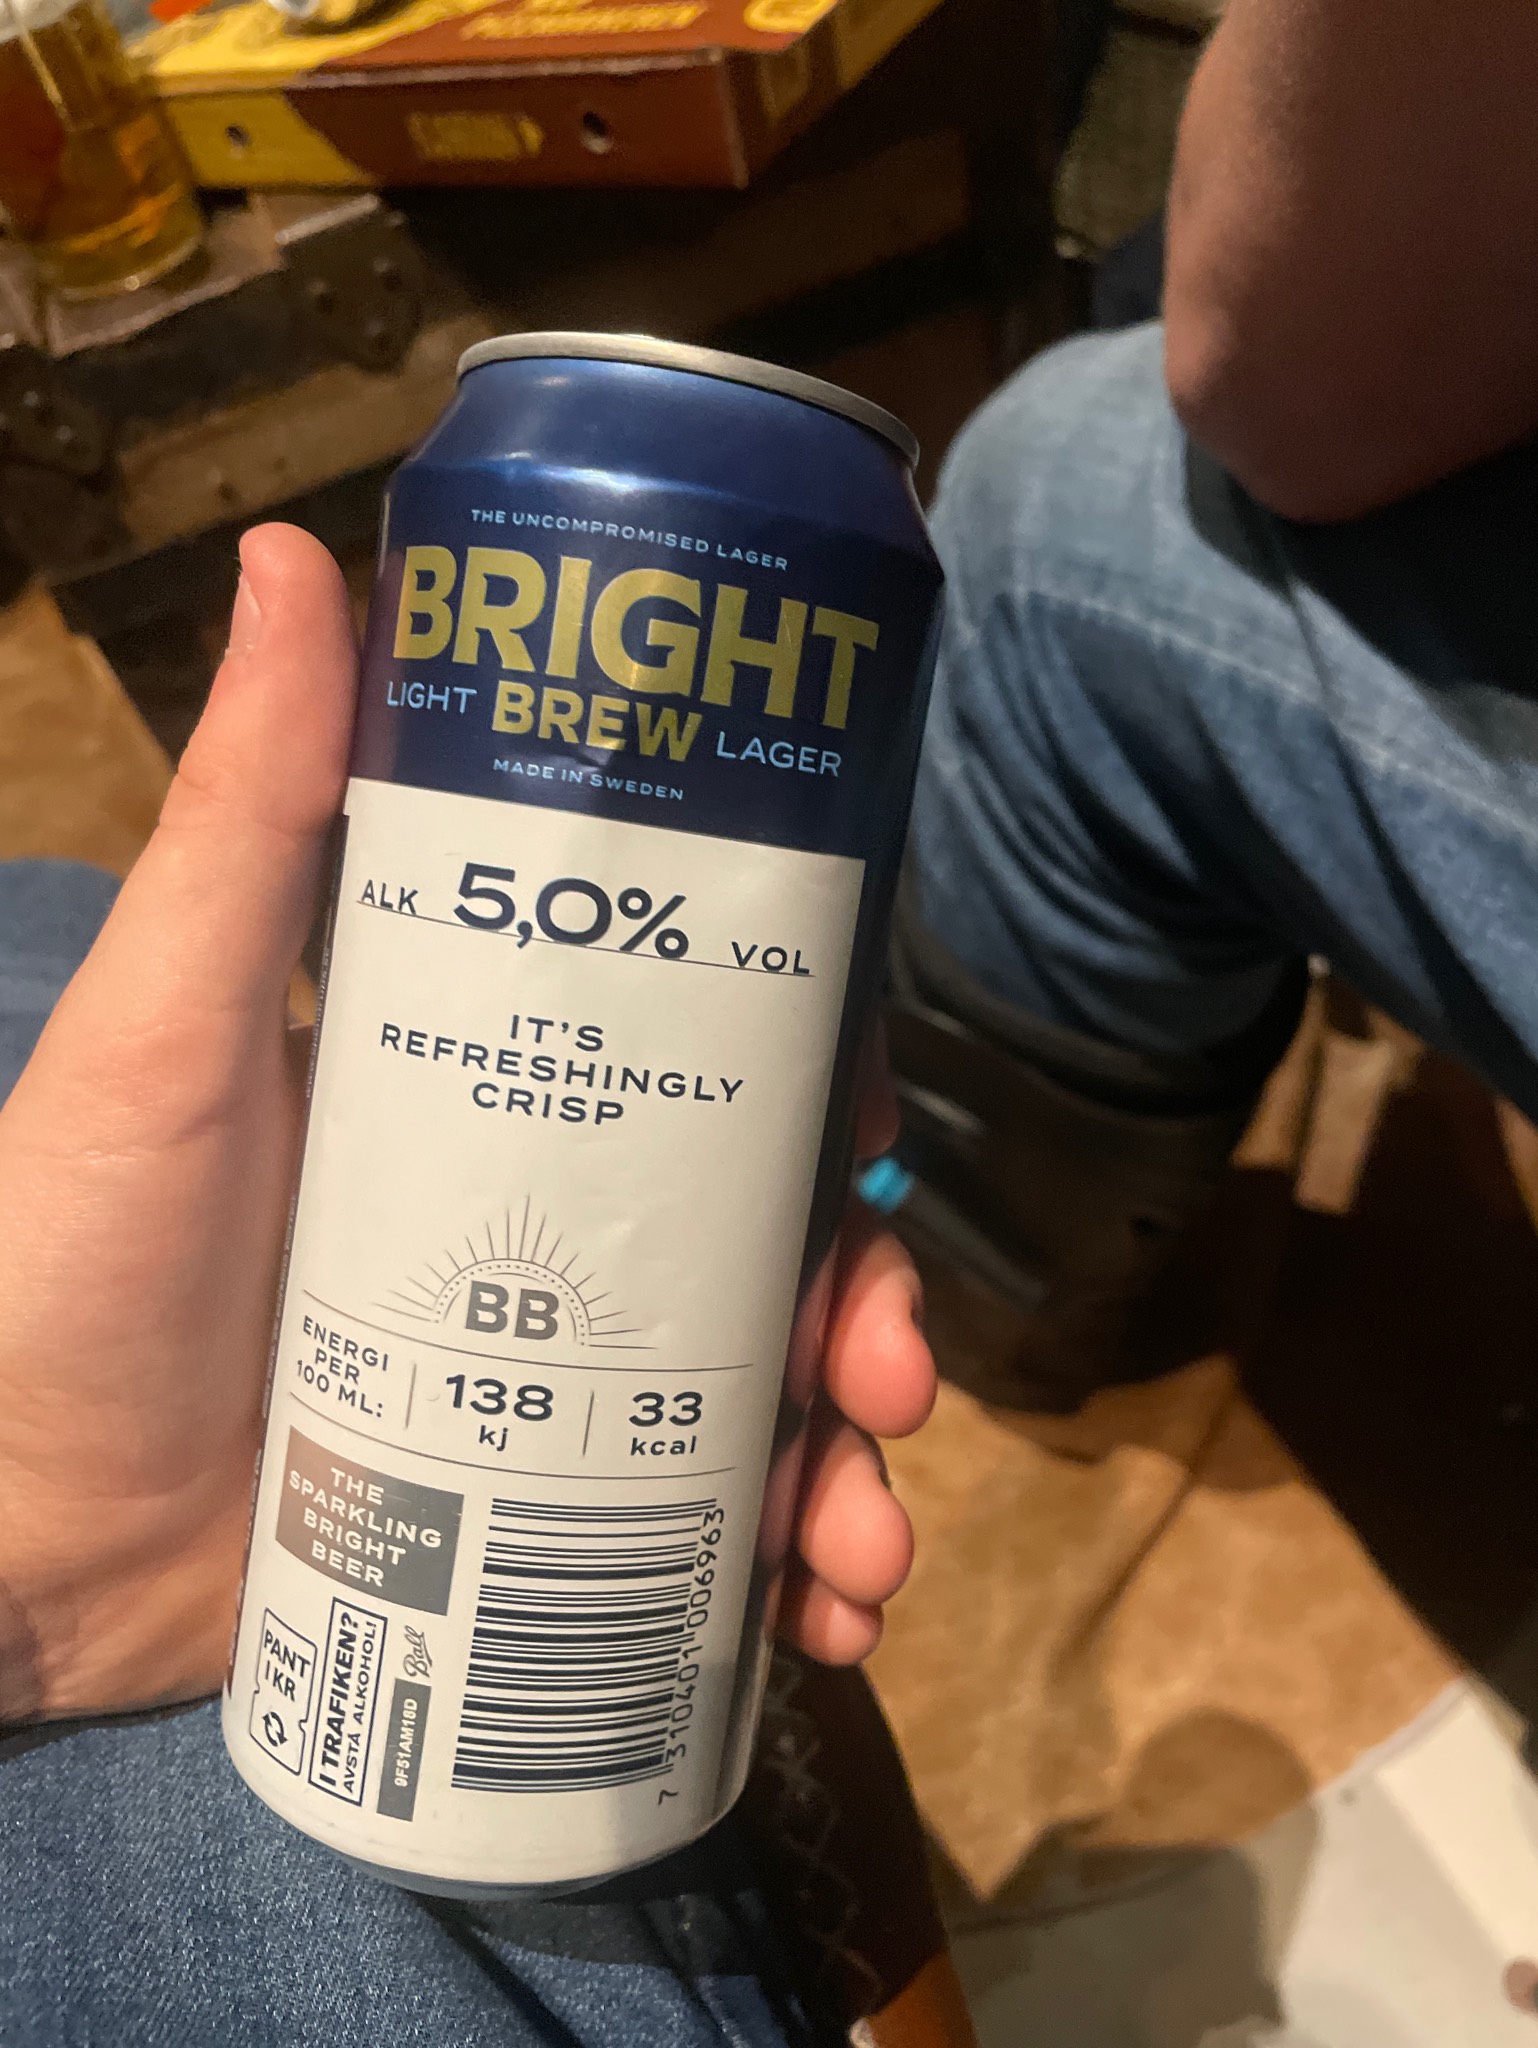 THE UNCOMPROMISED LAGER
BRIGHT
LIGHT BREW LAGER
MADE IN SWEDEN
ALK 5,0% VOL
IT'S
REFRESHINGLY
CRISP
BB
ENERGI
PER
100 ML:
138
kj
33
kcal
THE
SPARKLING
BRIGHT
BEER
PANT
1 KR
I TRAFIKEN?
AVSTÅ ALKOHOL!
Ball
9F51AM18D
7 310401 006963